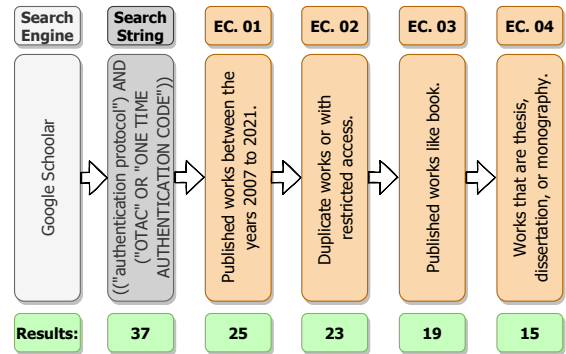 Search
Engine
Search
String
EC. 01
EC. 02
EC. 03
EC. 04
Google Schoolar
(("authentication protocol") AND
("OTAC" OR "ONE TIME
AUTHENTICATION CODE"))
Published works between the
years 2007 to 2021.
Duplicate works or with
restricted access.
Published works like book.
Works that are thesis,
dissertation, or monography.
Results:
37
25
23
19
15